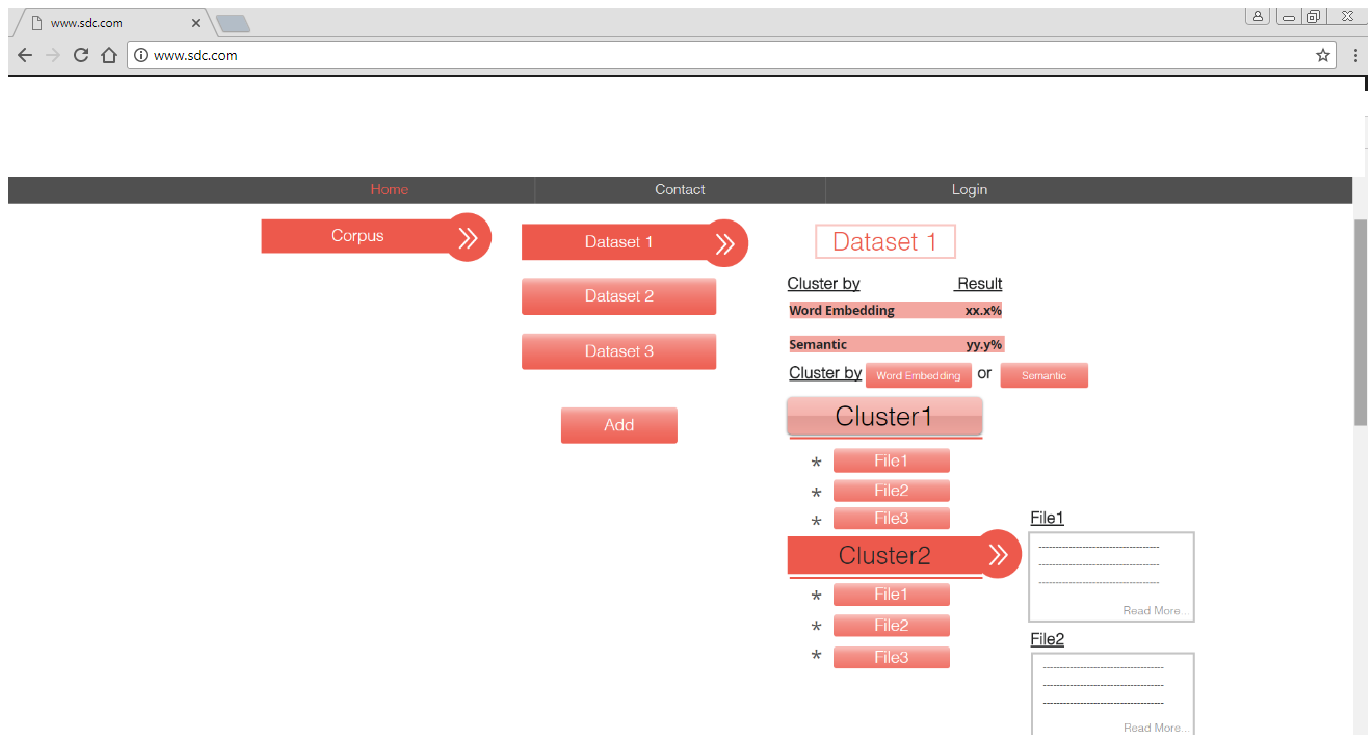 www.sdc.com
www.sdc.com
Home Contact Login
Corpus
Dataset 1
Dataset 2
Dataset 3
Add
Dataset 1
Cluster by Result
Word Embedding xx.x%
Semantic yy.y%
Cluster by Word Embedding or Semantic
Cluster1
* File1
* File2
* File3
Cluster2
* File1
* File2
* File3
File1
Read More...
File2
Read More...